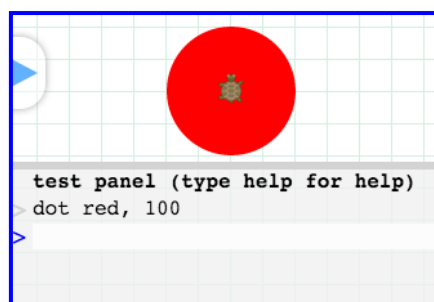 test panel (type help for help)
> dot red, 100
>